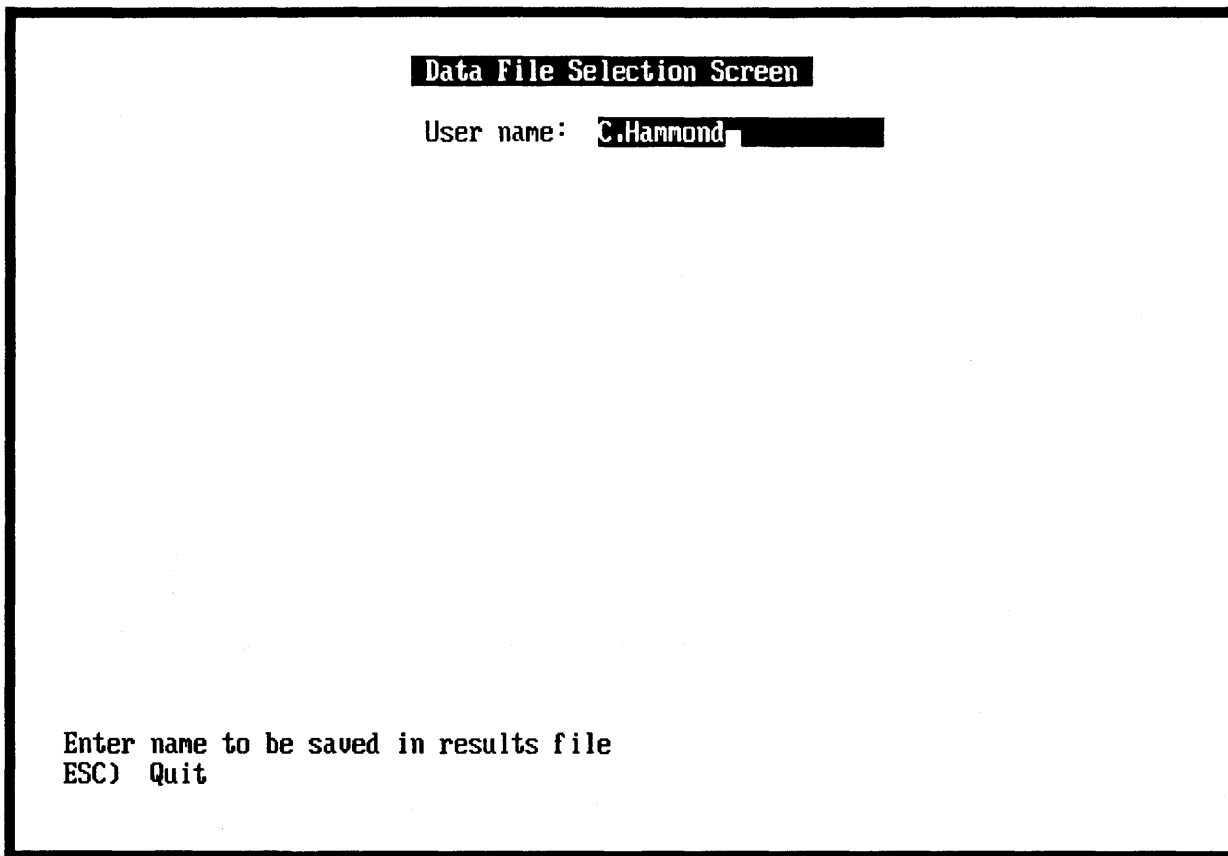 Data File Selection Screen
User name: C.Hammond
Enter name to be saved in results file
ESC) Quit